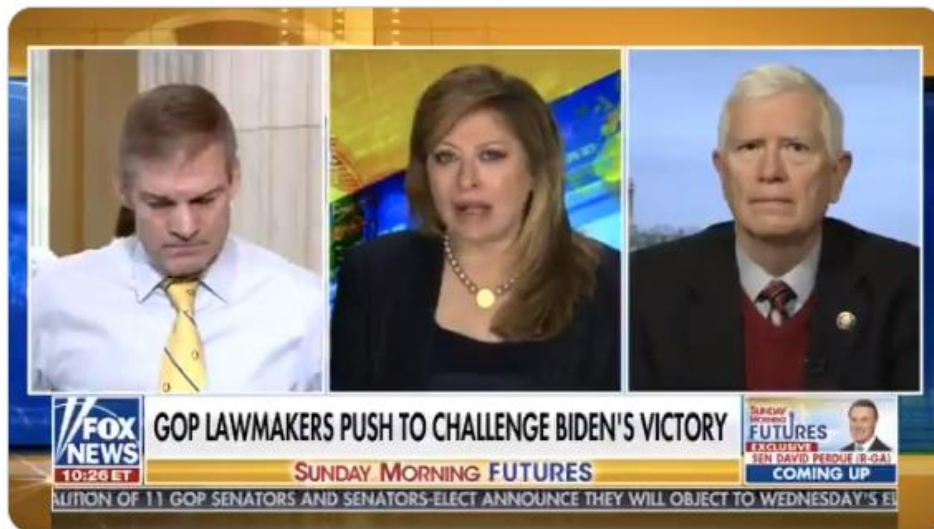 FOX
NEWS
10:26 ET
GOP LAWMAKERS PUSH TO CHALLENGE BIDEN'S VICTORY
SUNDAY MORNING FUTURES
SUNDAY
MORNING
FUTURES
EXCLUSIVE
SEN DAVID PERDUE (R-GA)
COMING UP
ALITION OF 11 GOP SENATORS AND SENATORS-ELECT ANNOUNCE THEY WILL OBJECT TO WEDNESDAY'S EL